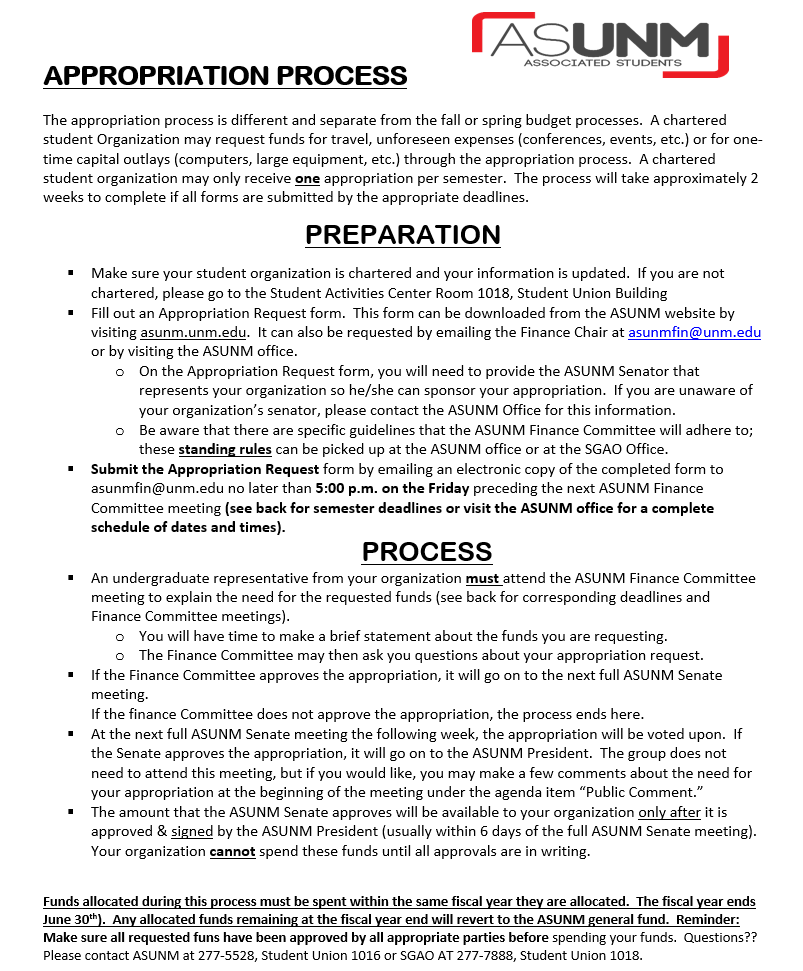 ASUNM
ASSOCIATED STUDENTS
APPROPRIATION PROCESS
The appropriation process is different and separate from the fall or spring budget processes.  A chartered
student Organization may request funds for travel, unforeseen expenses (conferences, events, etc.) or for one-
time capital outlays (computers, large equipment, etc.) through the appropriation process.  A chartered
student organization may only receive one appropriation per semester.  The process will take approximately 2
weeks to complete if all forms are submitted by the appropriate deadlines.
PREPARATION
▪ Make sure your student organization is chartered and your information is updated.  If you are not
chartered, please go to the Student Activities Center Room 1018, Student Union Building
▪ Fill out an Appropriation Request form.  This form can be downloaded from the ASUNM website by
visiting asunm.unm.edu.  It can also be requested by emailing the Finance Chair at asunmfin@unm.edu
or by visiting the ASUNM office.
o On the Appropriation Request form, you will need to provide the ASUNM Senator that
represents your organization so he/she can sponsor your appropriation.  If you are unaware of
your organization's senator, please contact the ASUNM Office for this information.
o Be aware that there are specific guidelines that the ASUNM Finance Committee will adhere to;
these standing rules can be picked up at the ASUNM office or at the SGAO Office.
▪ Submit the Appropriation Request form by emailing an electronic copy of the completed form to
asunmfin@unm.edu no later than 5:00 p.m. on the Friday preceding the next ASUNM Finance
Committee meeting (see back for semester deadlines or visit the ASUNM office for a complete
schedule of dates and times).
PROCESS
▪ An undergraduate representative from your organization must attend the ASUNM Finance Committee
meeting to explain the need for the requested funds (see back for corresponding deadlines and
Finance Committee meetings).
o You will have time to make a brief statement about the funds you are requesting.
o The Finance Committee may then ask you questions about your appropriation request.
▪ If the Finance Committee approves the appropriation, it will go on to the next full ASUNM Senate
meeting.
If the finance Committee does not approve the appropriation, the process ends here.
▪ At the next full ASUNM Senate meeting the following week, the appropriation will be voted upon.  If
the Senate approves the appropriation, it will go on to the ASUNM President.  The group does not
need to attend this meeting, but if you would like, you may make a few comments about the need for
your appropriation at the beginning of the meeting under the agenda item “Public Comment.”
▪ The amount that the ASUNM Senate approves will be available to your organization only after it is
approved & signed by the ASUNM President (usually within 6 days of the full ASUNM Senate meeting).
Your organization cannot spend these funds until all approvals are in writing.
Funds allocated during this process must be spent within the same fiscal year they are allocated.  The fiscal year ends
June 30th).  Any allocated funds remaining at the fiscal year end will revert to the ASUNM general fund.  Reminder:
Make sure all requested funs have been approved by all appropriate parties before spending your funds.  Questions??
Please contact ASUNM at 277-5528, Student Union 1016 or SGAO AT 277-7888, Student Union 1018.